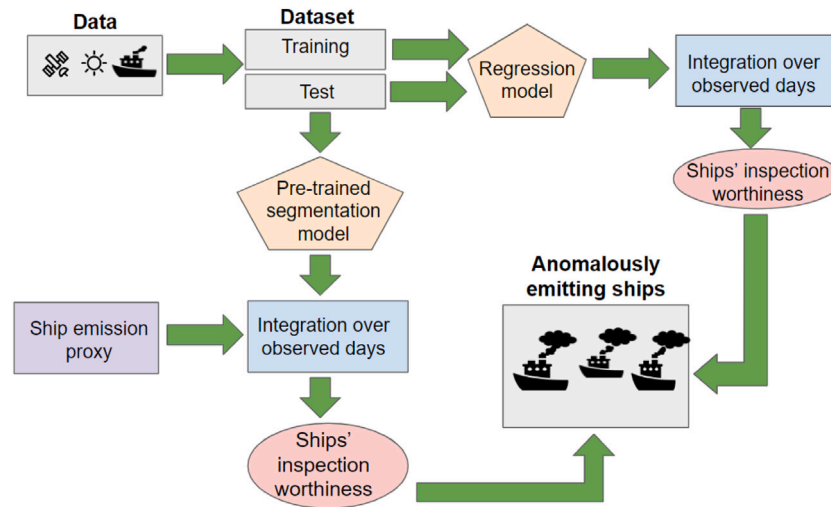 Data
Dataset
Training
Test
Regression
model
Integration over
observed days
Ships’ inspection
worthiness
Pre-trained
segmentation
model
Ship emission
proxy
Integration over
observed days
Ships’
inspection
worthiness
Anomalously
emitting ships